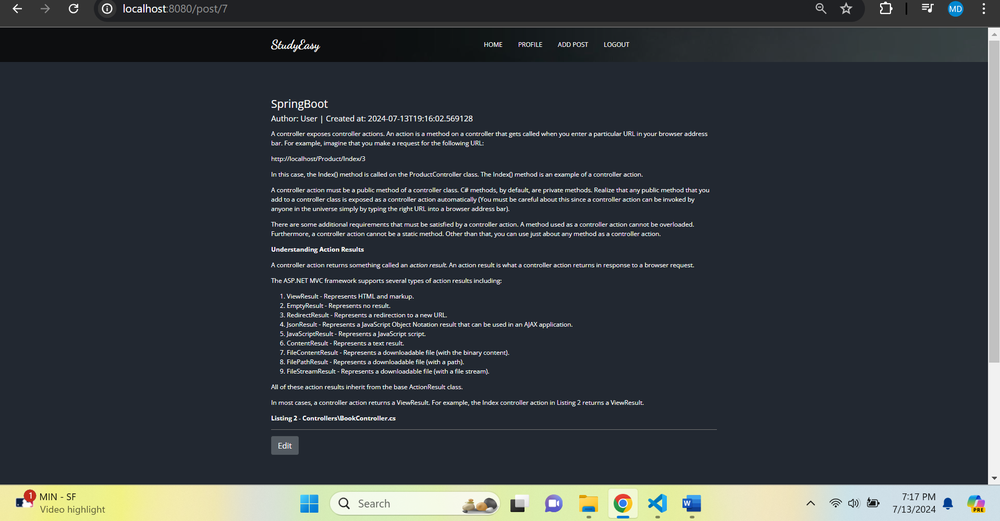 localhost:8080/post/7
MD
StudyEasy
HOME
PROFILE
ADD POST
LOGOUT
SpringBoot
Author: User | Created at: 2024-07-13T19:16:02.569128
A controller exposes controller actions. An action is a method on a controller that gets called when you enter a particular URL in your browser address
bar. For example, imagine that you make a request for the following URL:
http://localhost/Product/Index/3
In this case, the Index() method is called on the ProductController class. The Index() method is an example of a controller action.
A controller action must be a public method of a controller class. C# methods, by default, are private methods. Realize that any public method that you
add to a controller class is exposed as a controller action automatically (You must be careful about this since a controller action can be invoked by
anyone in the universe simply by typing the right URL into a browser address bar).
There are some additional requirements that must be satisfied by a controller action. A method used as a controller action cannot be overloaded.
Furthermore, a controller action cannot be a static method. Other than that, you can use just about any method as a controller action.
Understanding Action Results
A controller action returns something called an action result. An action result is what a controller action returns in response to a browser request.
The ASP.NET MVC framework supports several types of action results including:
1. ViewResult - Represents HTML and markup.
2. EmptyResult - Represents no result.
3. RedirectResult - Represents a redirection to a new URL.
4. JsonResult - Represents a JavaScript Object Notation result that can be used in an AJAX application.
5. JavaScriptResult - Represents a JavaScript script.
6. ContentResult - Represents a text result.
7. FileContentResult - Represents a downloadable file (with the binary content).
8. FilePathResult - Represents a downloadable file (with a path).
9. FileStreamResult - Represents a downloadable file (with a file stream).
All of these action results inherit from the base ActionResult class.
In most cases, a controller action returns a ViewResult. For example, the Index controller action in Listing 2 returns a ViewResult.
Listing 2 - Controllers\BookController.cs
Edit
1
MIN - SF
Video highlight
Search
W
7:17 PM
7/13/2024
PRE